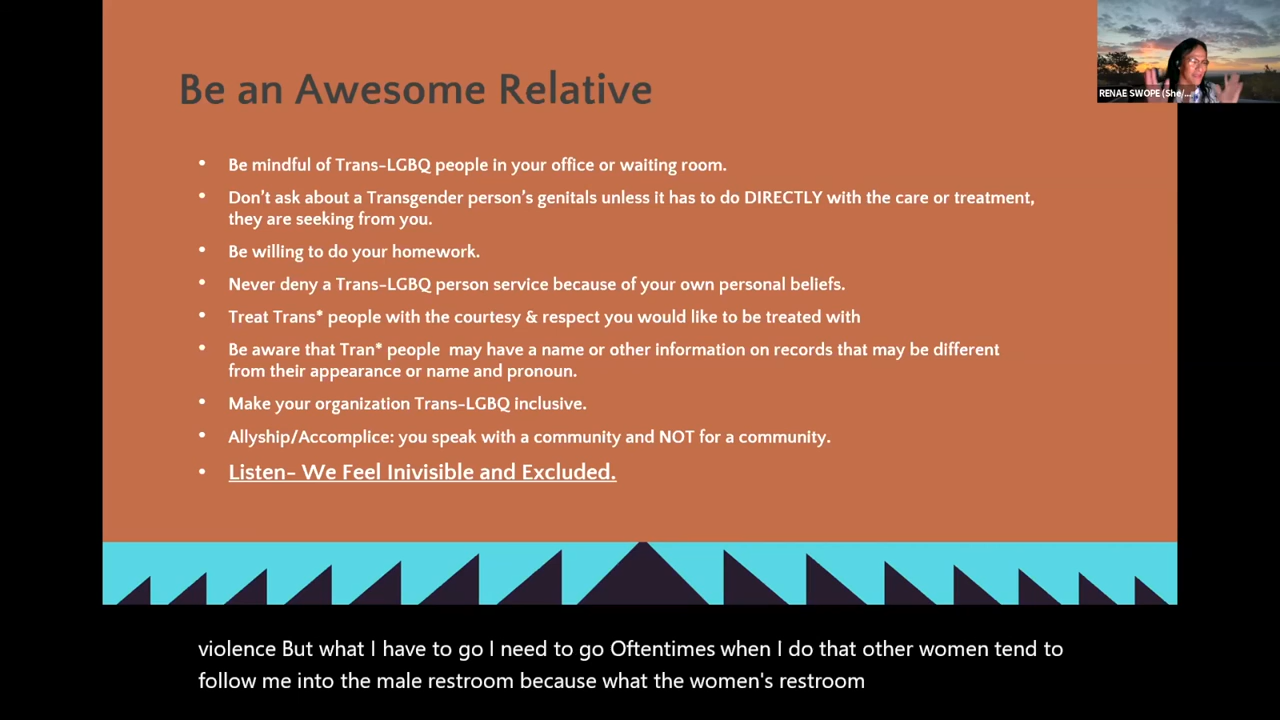 Be an Awesome Relative
RENAE SWOPE (She/...
• Be mindful of Trans-LGBQ people in your office or waiting room.
• Don't ask about a Transgender person's genitals unless it has to do DIRECTLY with the care or treatment,
they are seeking from you.
• Be willing to do your homework.
• Never deny a Trans-LGBQ person service because of your own personal beliefs.
• Treat Trans* people with the courtesy & respect you would like to be treated with
• Be aware that Tran* people  may have a name or other information on records that may be different
from their appearance or name and pronoun.
• Make your organization Trans-LGBQ inclusive.
• Allyship/Accomplice: you speak with a community and NOT for a community.
• Listen- We Feel Inivisible and Excluded.
violence But what I have to go I need to go Oftentimes when I do that other women tend to
follow me into the male restroom because what the women's restroom